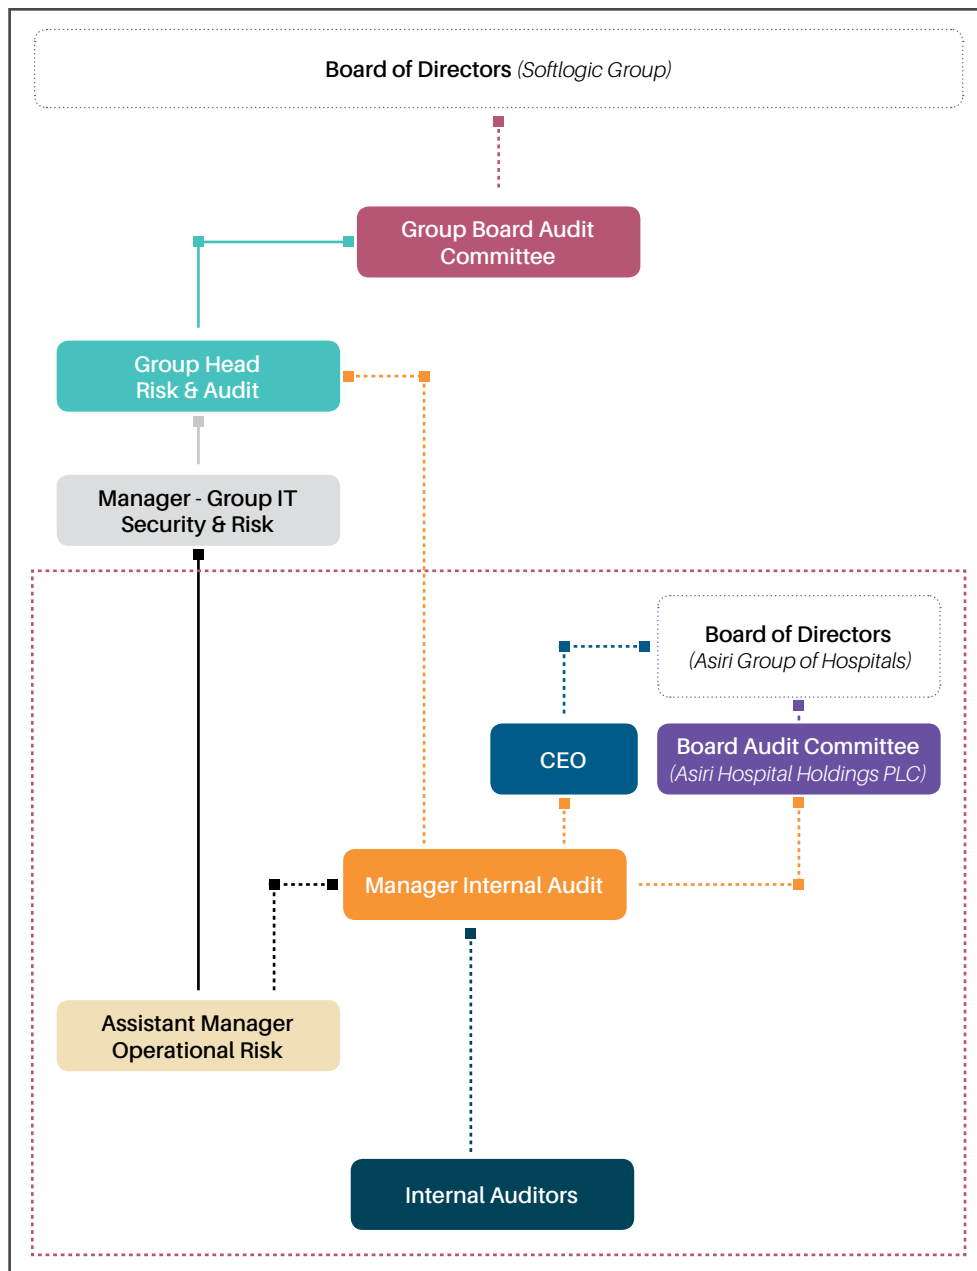 Board of Directors (Softlogic Group)
Group Board Audit
Committee
Group Head
Risk & Audit
Manager - Group IT
Security & Risk
Board of Directors
(Asiri Group of Hospitals)
CEO
Board Audit Committee
(Asiri Hospital Holdings PLC)
Manager Internal Audit
Assistant Manager
Operational Risk
Internal Auditors